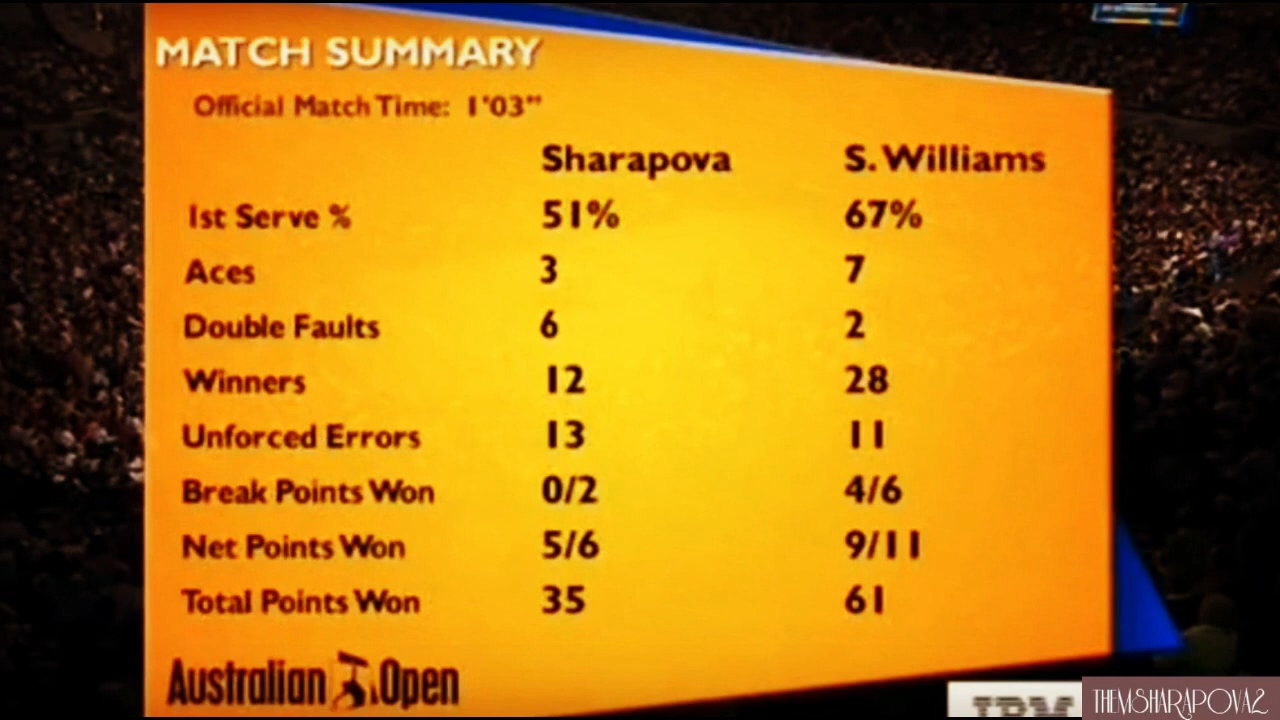 MATCH SUMMARY
Official Match Time: 1'03"
Sharapova S. Williams
1st Serve % 51% 67%
Aces 3 7
Double Faults 6 2
Winners 12 28
Unforced Errors 13 11
Break Points Won 0/2 4/6
Net Points Won 5/6 9/11
Total Points Won 35 61
Australian Open
IBM
THEMSHARAPOVA2